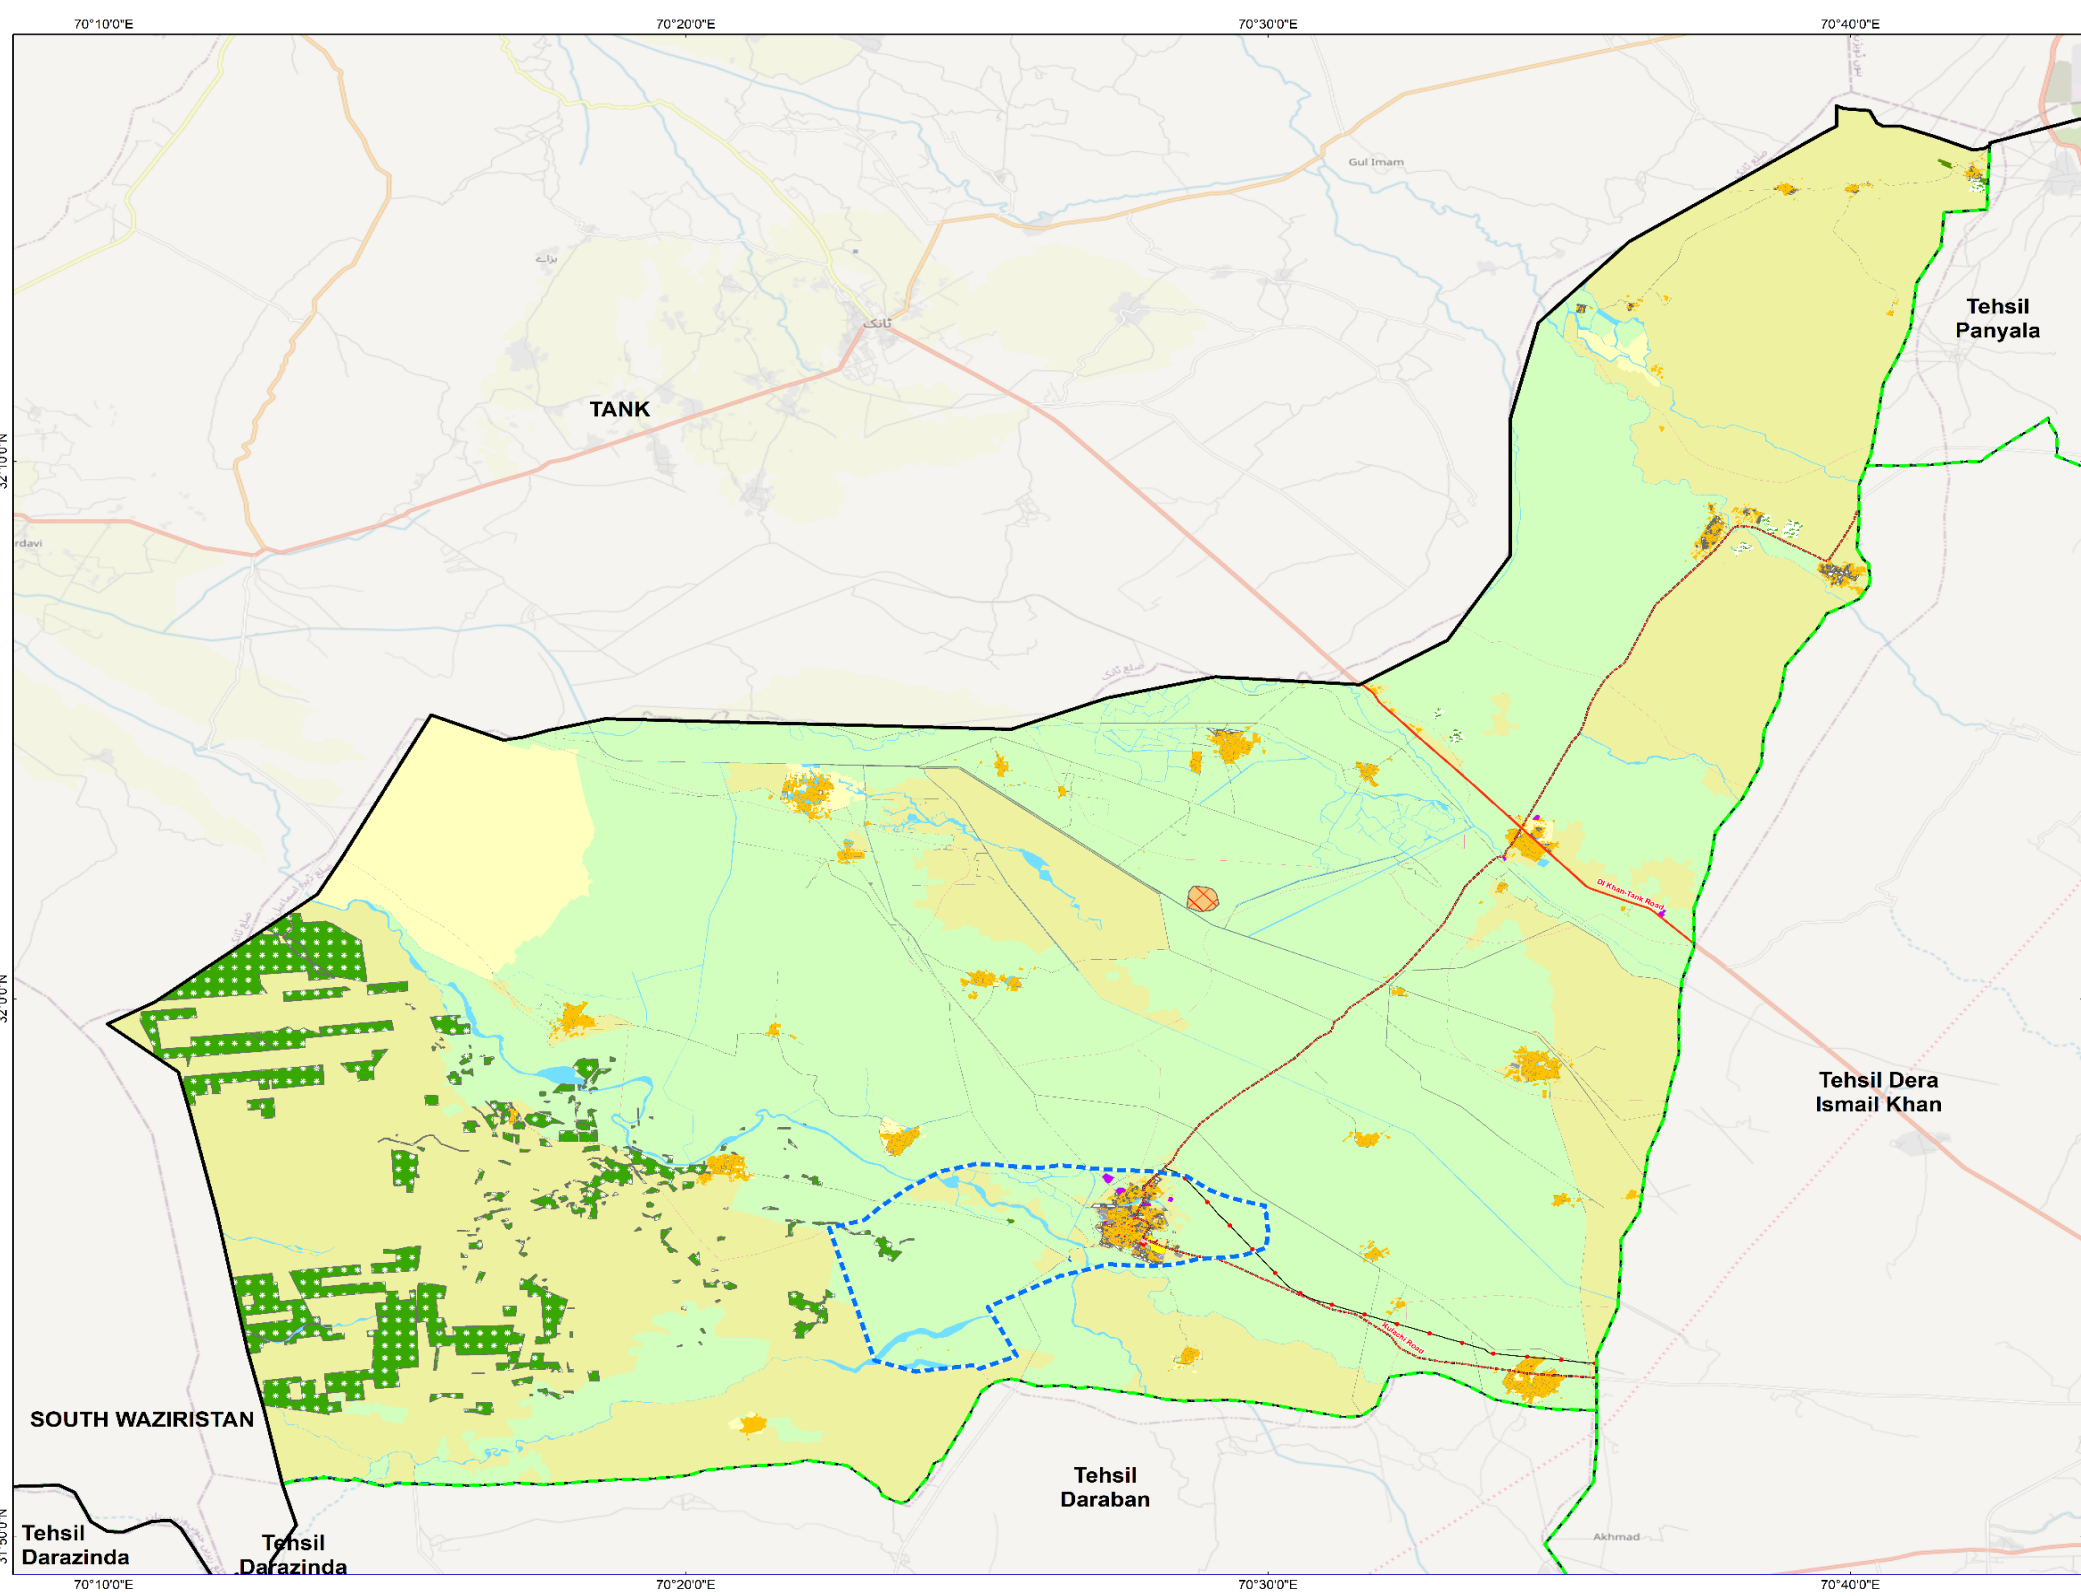 70°10'0"E
70°20'0"E
70°30'0"E
70°40'0"E
Gul Imam
ٹانک
TANK
Tehsil
Panyala
32°10'0"N
rdavi
ضلع ٹانک
DI Khan-Tank Road
32°0'0"N
Tehsil Dera
Ismail Khan
Kulachi Road
SOUTH WAZIRISTAN
Tehsil
Daraban
Tehsil
Darazinda
Tehsil
Darazinda
Akhmad
31°50'0"N
70°10'0"E
70°20'0"E
70°30'0"E
70°40'0"E